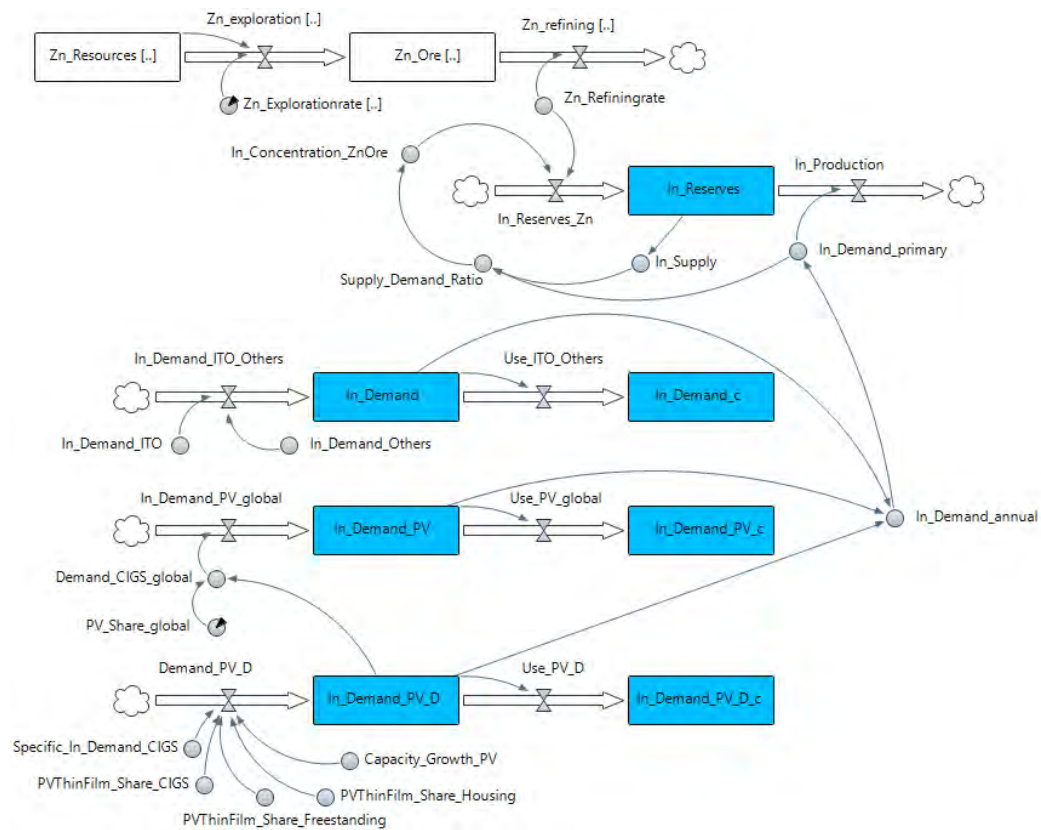 Zn_exploration [..]
Zn_refining [..]
Zn_Resources [..]
Zn_Ore [..]
Zn_Explorationrate [..]
Zn_Refiningrate
In_Concentration_ZnOre
In_Production
In_Reserves
In_Reserves_Zn
In_Demand_primary
In_Supply
Supply_Demand_Ratio
In_Demand_ITO_Others
Use_ITO_Others
In_Demand
In_Demand_c
In_Demand_ITO
In_Demand_Others
In_Demand_PV_global
Use_PV_global
In_Demand_annual
In_Demand_PV
In_Demand_PV_c
Demand_CIGS_global
PV_Share_global
Demand_PV_D
Use_PV_D
In_Demand_PV_D
In_Demand_PV_D_c
Specific_In_Demand_CIGS
Capacity_Growth_PV
PVThinFilm_Share_CIGS
PVThinFilm_Share_Housing
PVThinFilm_Share_Freestanding